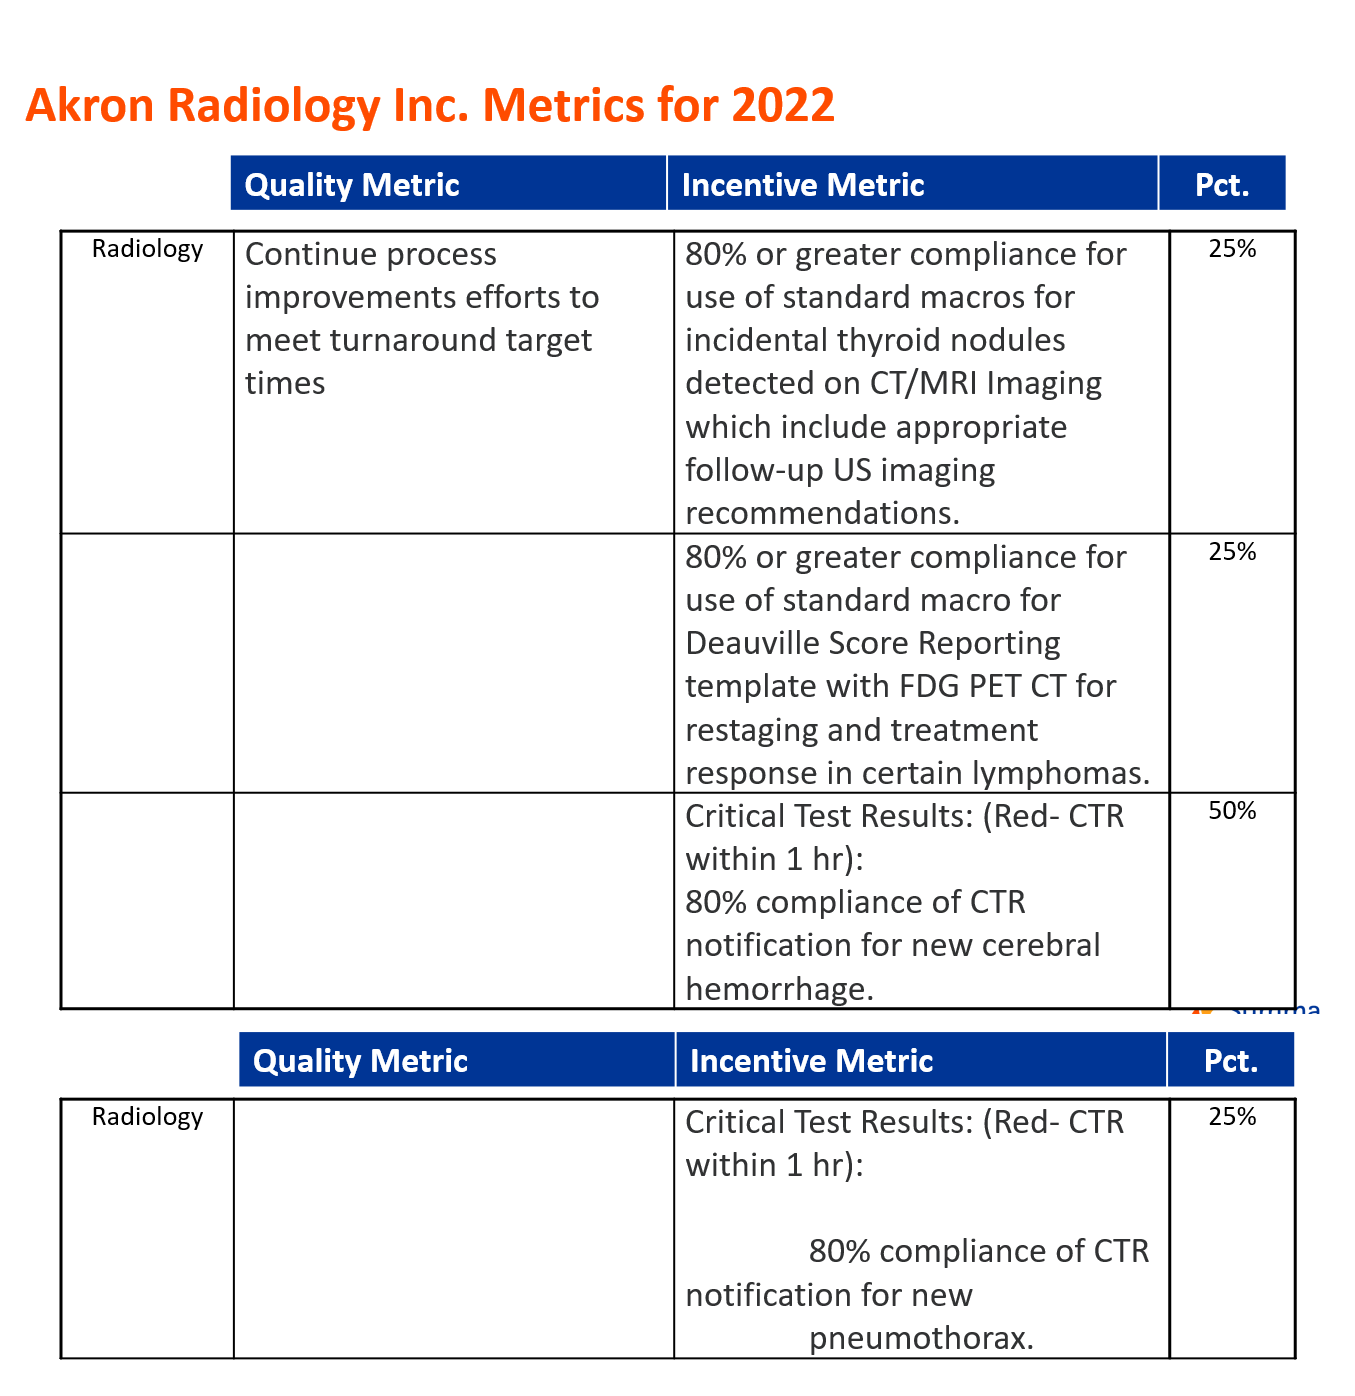 Akron Radiology Inc. Metrics for 2022
Quality Metric Incentive Metric Pct.
Radiology
Continue process
improvements efforts to
meet turnaround target
times
80% or greater compliance for
use of standard macros for
incidental thyroid nodules
detected on CT/MRI Imaging
which include appropriate
follow-up US imaging
recommendations.
25%
80% or greater compliance for
use of standard macro for
Deauville Score Reporting
template with FDG PET CT for
restaging and treatment
response in certain lymphomas.
25%
Critical Test Results: (Red- CTR
within 1 hr):
80% compliance of CTR
notification for new cerebral
hemorrhage.
50%
Quality Metric Incentive Metric Pct.
Radiology
Critical Test Results: (Red- CTR
within 1 hr):
80% compliance of CTR
notification for new
pneumothorax.
25%